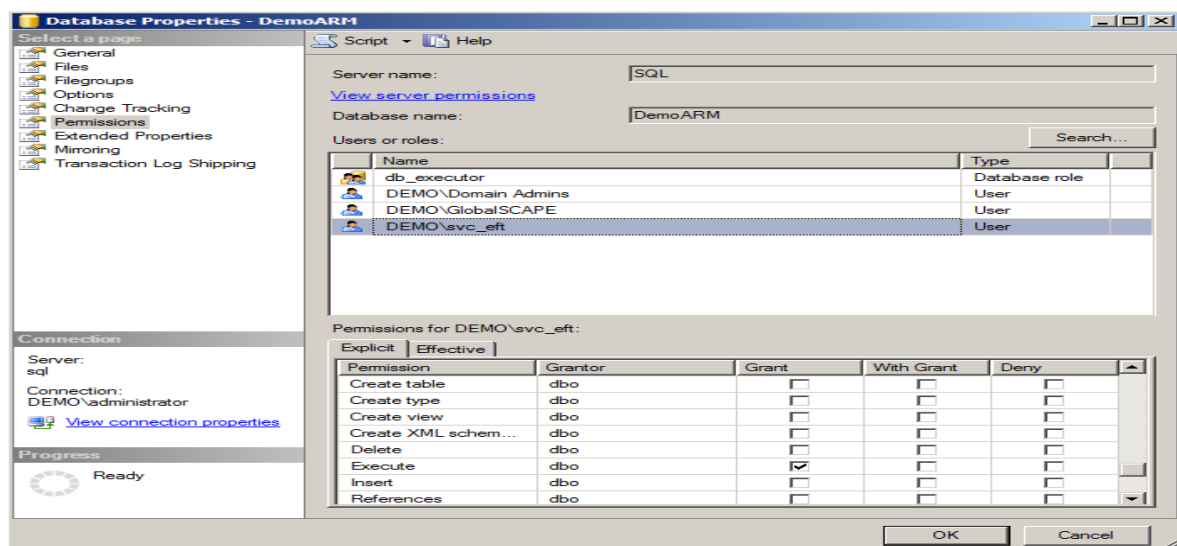 Database Properties - DemoARM
Select a page
General
Files
Filegroups
Options
Change Tracking
Permissions
Extended Properties
Mirroring
Transaction Log Shipping
Connection
Server:
sql
Connection:
DEMO\administrator
View connection properties
Progress
Ready
Script Help
Server name: SQL
View server permissions
Database name: DemoARM
Users or roles: Search...
Name Type
db_executor Database role
DEMO\Domain Admins User
DEMO\GlobalSCAPE User
DEMO\svc_eft User
Permissions for DEMO\svc_eft:
Explicit Effective
Permission Grantor Grant With Grant Deny
Create table dbo
Create type dbo
Create view dbo
Create XML schem... dbo
Delete dbo
Execute dbo
Insert dbo
References dbo
OK Cancel